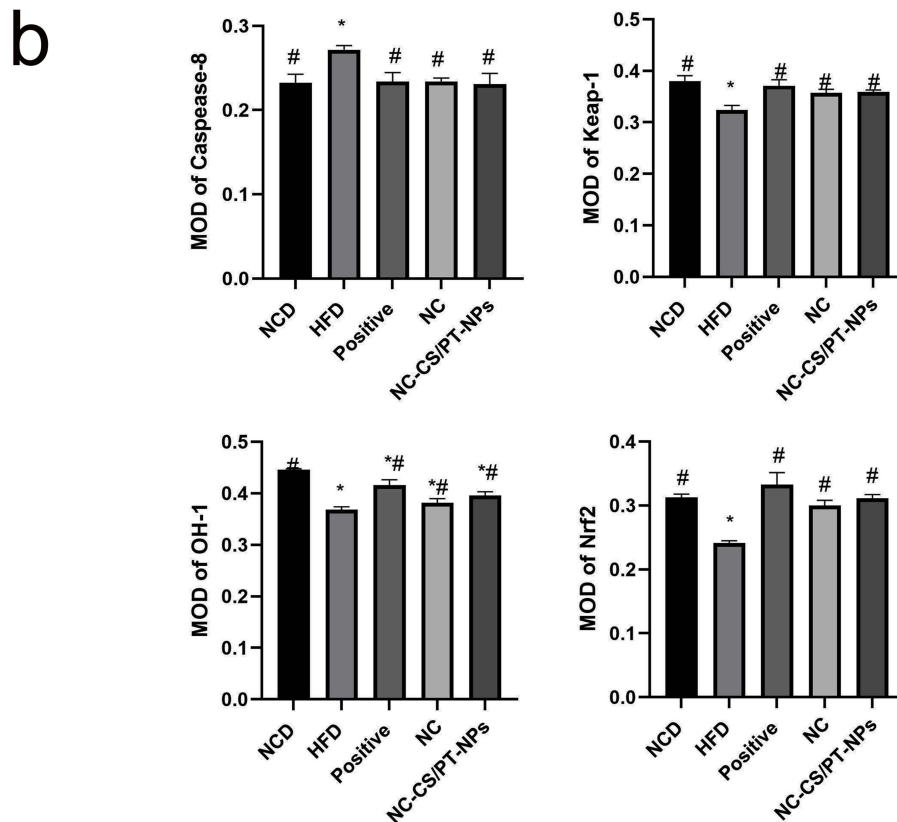 b
MOD of Caspease-8
0.3
0.2
0.1
0.0
#
*
#
#
#
NCD
HFD
Positive
NC
NC-CS/PT-NPs
MOD of Keap-1
0.5
0.4
0.3
0.2
0.1
0.0
#
*
#
#
#
NCD
HFD
Positive
NC
NC-CS/PT-NPs
MOD of OH-1
0.5
0.4
0.3
0.2
0.1
0.0
#
*
*#
*#
*#
NCD
HFD
Positive
NC
NC-CS/PT-NPs
MOD of Nrf2
0.4
0.3
0.2
0.1
0.0
#
*
#
#
#
NCD
HFD
Positive
NC
NC-CS/PT-NPs